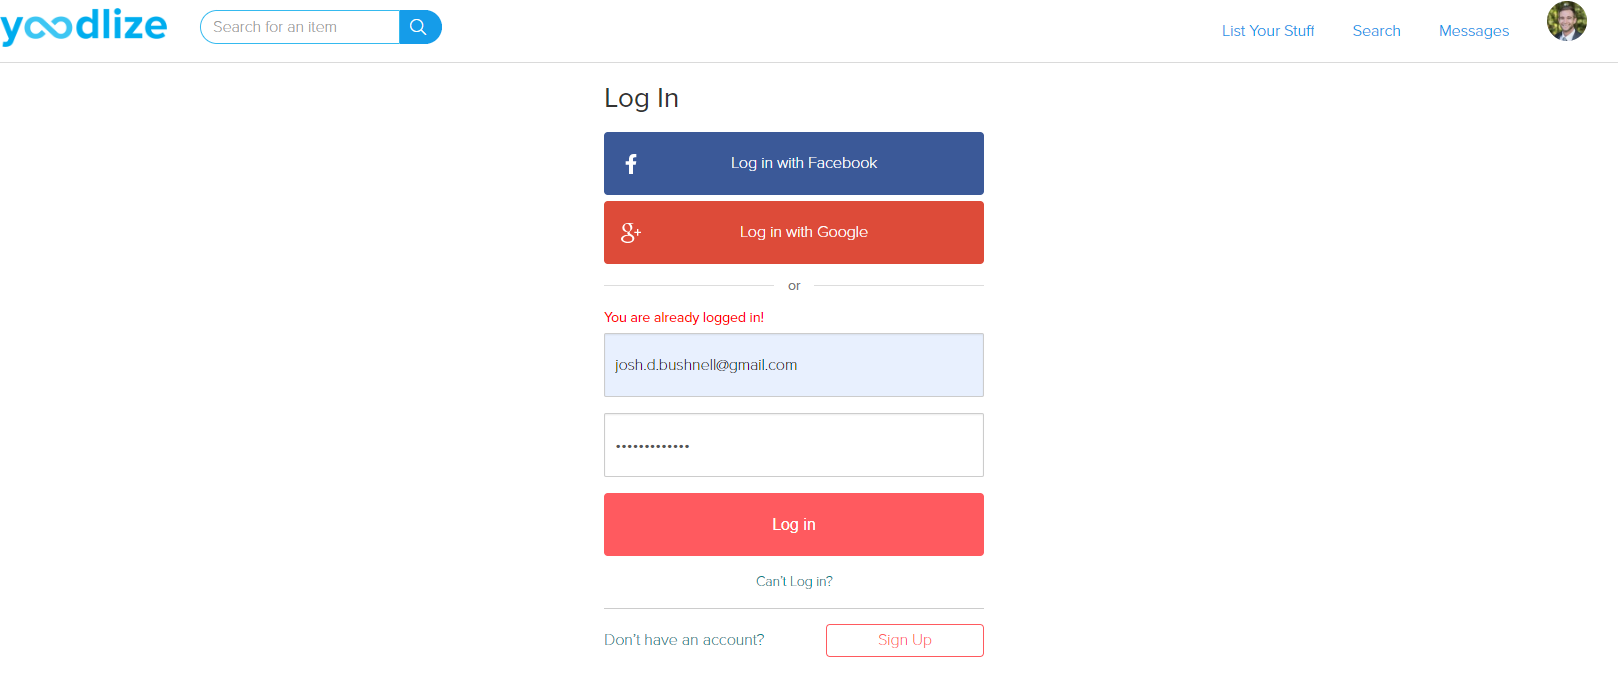 yoodlize
Search for an item
List Your Stuff
Search
Messages
Log In
f
Log in with Facebook
g+
Log in with Google
or
You are already logged in!
josh.d.bushnell@gmail.com
•••••••••••••
Log in
Can't Log in?
Don't have an account?
Sign Up